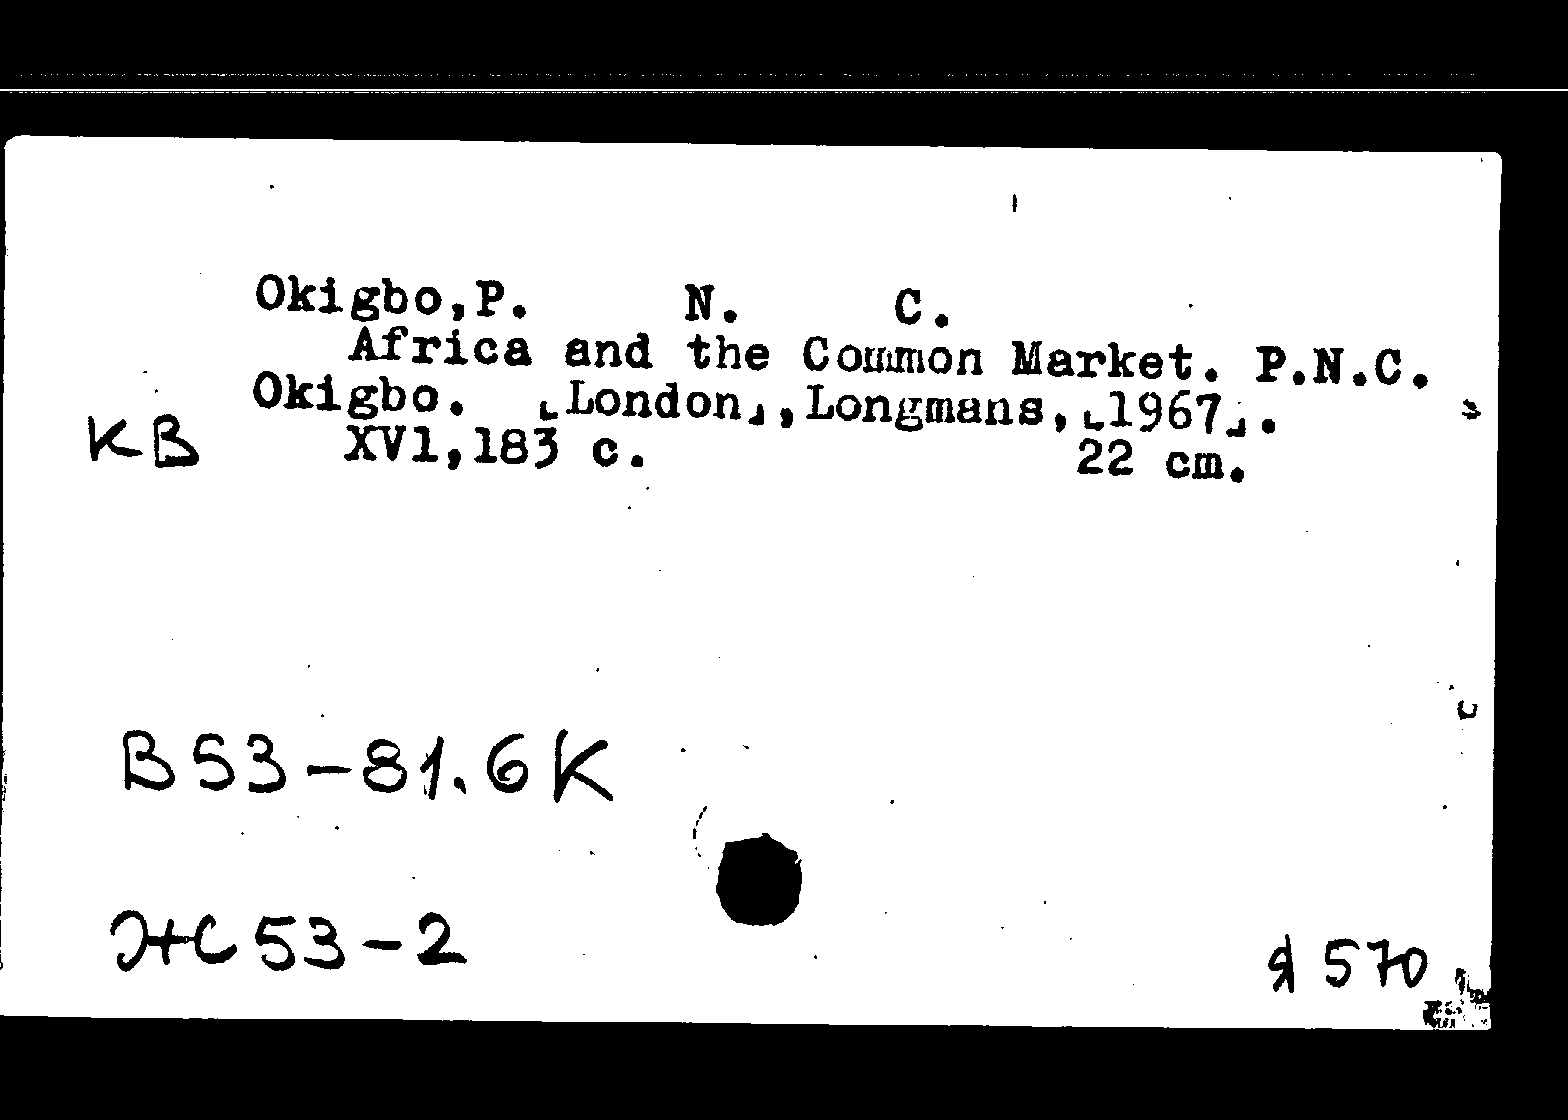 Okigbo,P. N. C.
Africa and the Common Market. P.N.C.
Okigbo. ⌞London⌟,Longmans,⌞1967⌟.
КВ XV1,183 c. 22 cm.
B53-81.6K
ЖС53-2
Я 570